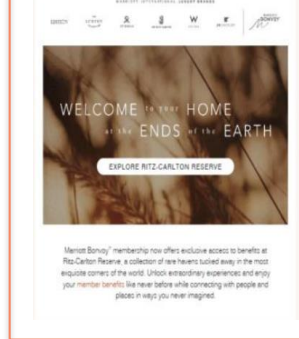 MARRIOTT INTERNATIONAL LUXURY BRANDS
W
BONVOY
WELCOME to your HOME
at the ENDS of the EARTH
EXPLORE RITZ-CARLTON RESERVE
Marriott Bonvoy™ membership now offers exclusive access to benefits at
Ritz-Carlton Reserve, a collection of rare havens tucked away in the most
exquisite corners of the world. Unlock extraordinary experiences and enjoy
your member benefits like never before while connecting with people and
places in ways you never imagined.